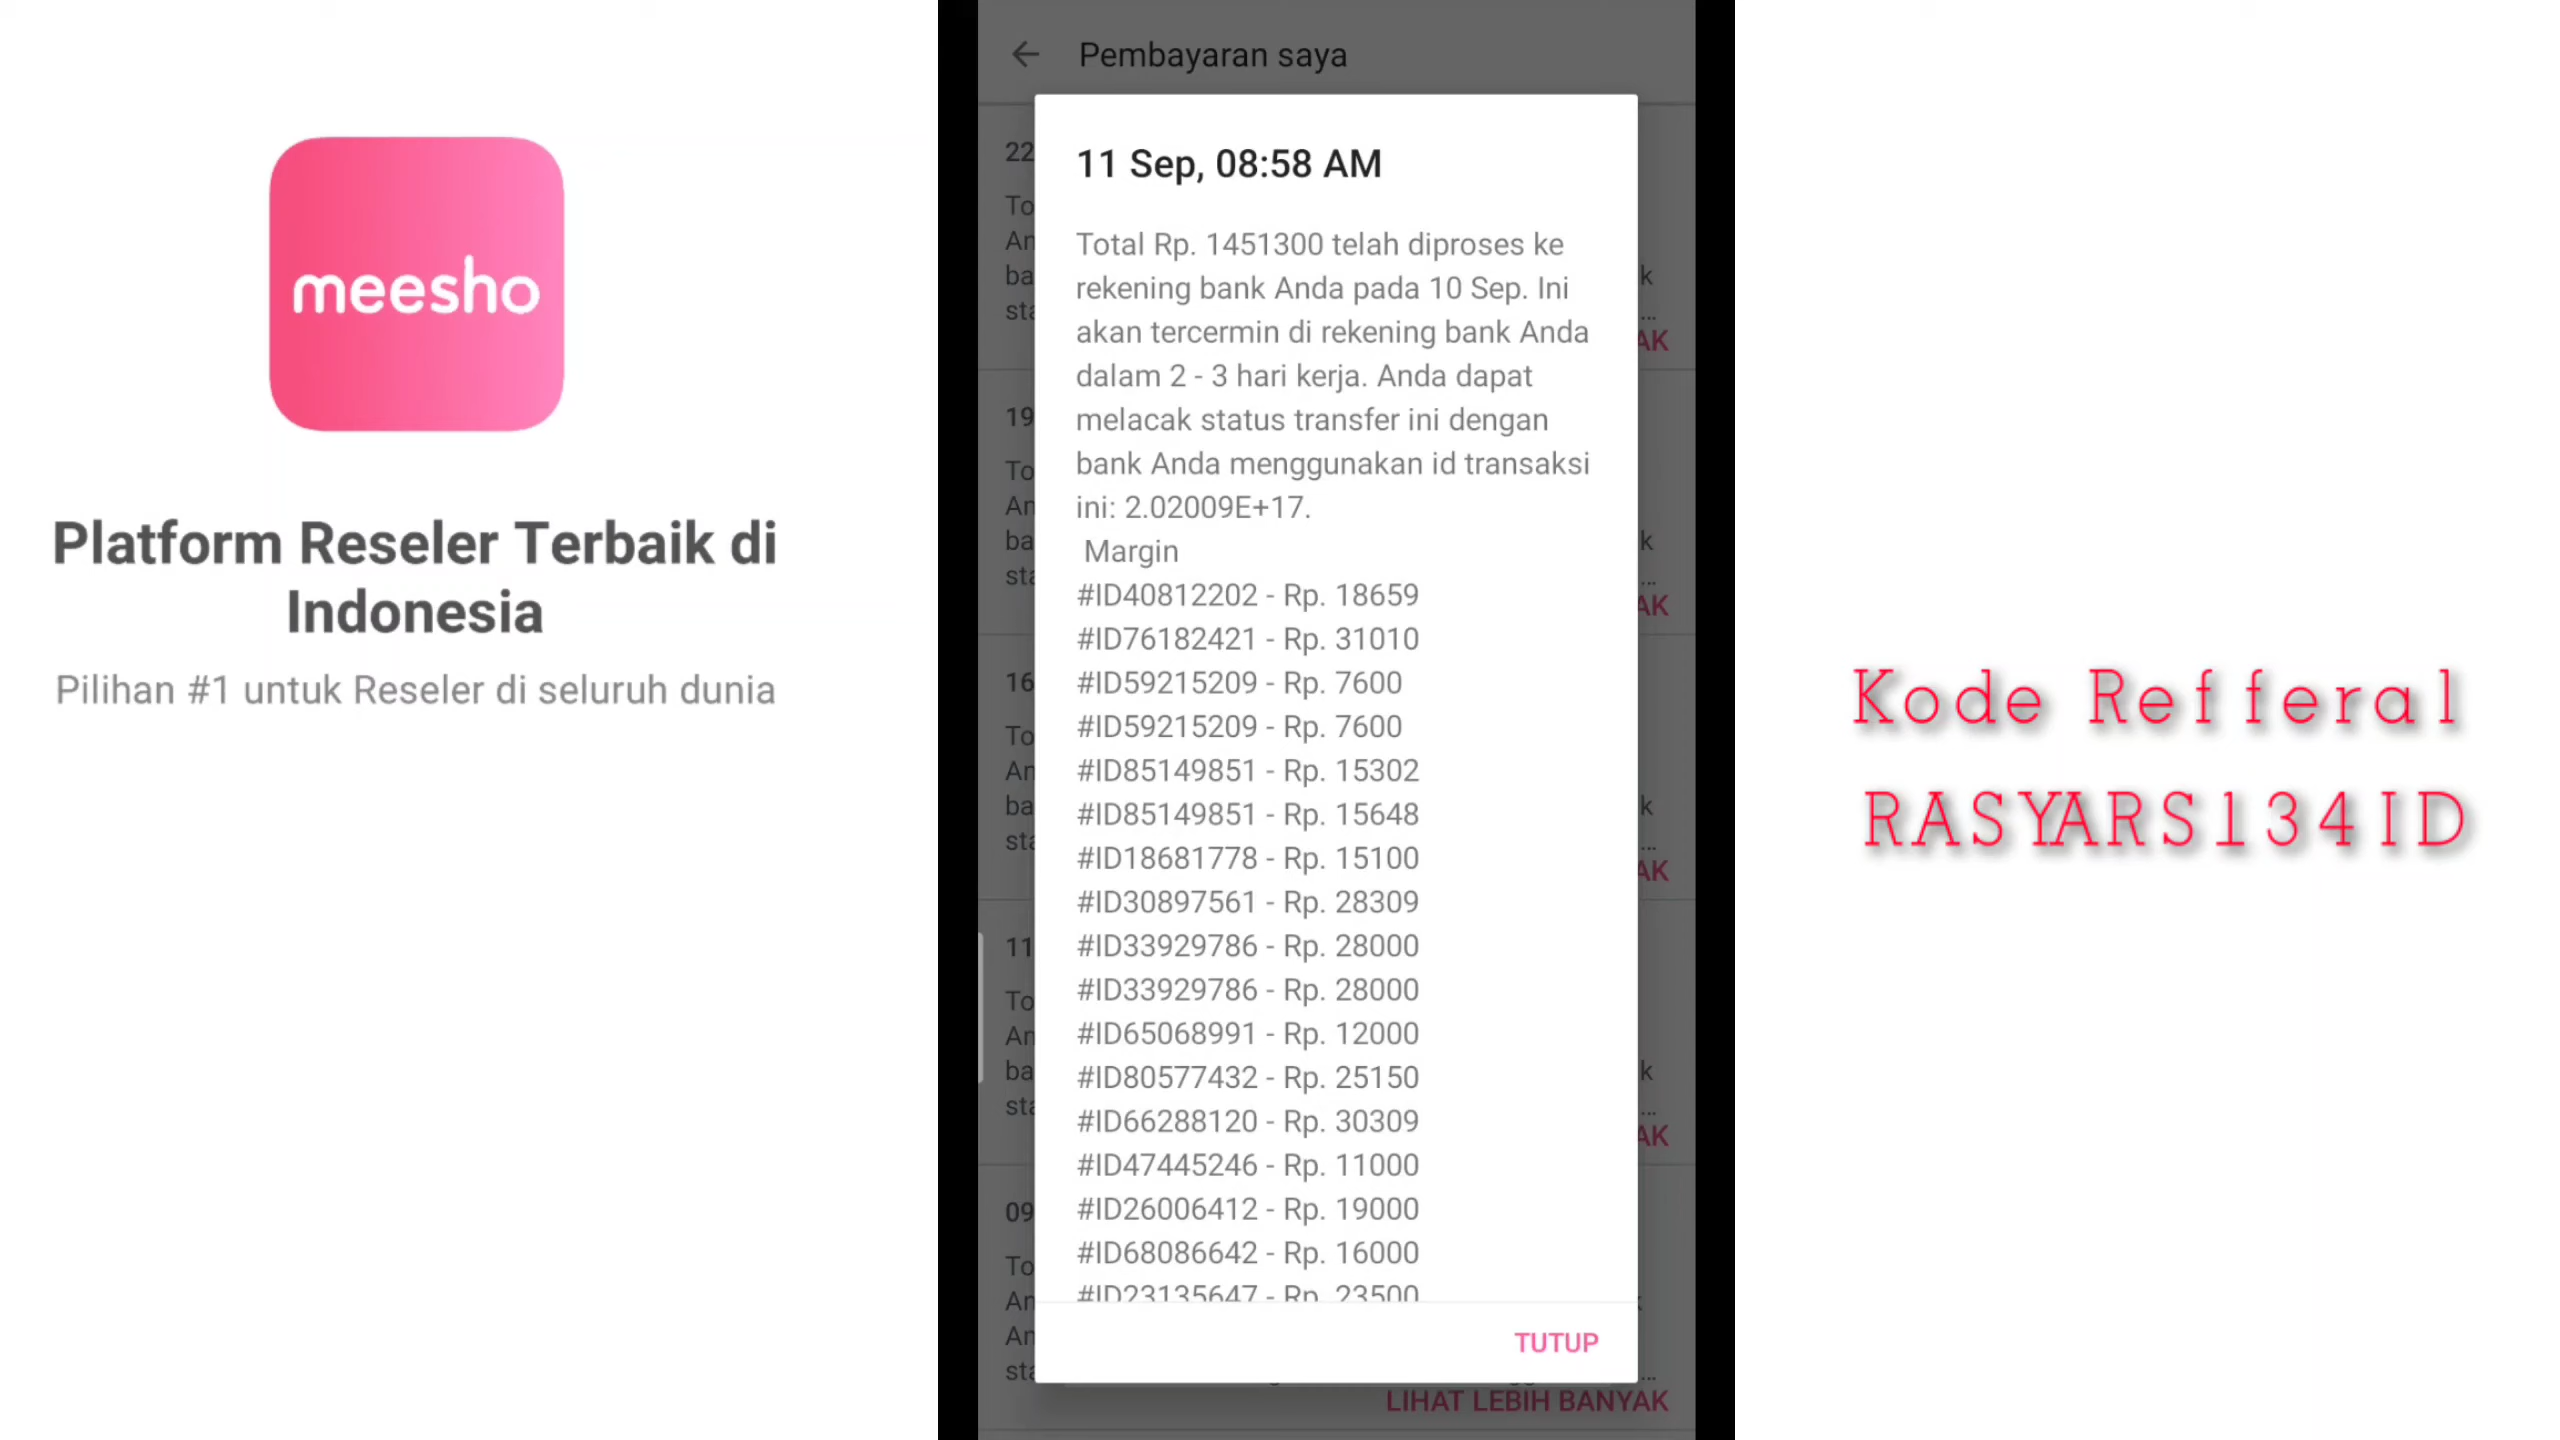 meesho
Platform Reseler Terbaik di
Indonesia
Pilihan #1 untuk Reseler di seluruh dunia
Pembayaran saya
11 Sep, 08:58 AM
Total Rp. 1451300 telah diproses ke
rekening bank Anda pada 10 Sep. Ini
akan tercermin di rekening bank Anda
dalam 2 - 3 hari kerja. Anda dapat
melacak status transfer ini dengan
bank Anda menggunakan id transaksi
ini: 2.02009E+17.
Margin
#ID40812202 - Rp. 18659
#ID76182421 - Rp. 31010
#ID59215209 - Rp. 7600
#ID59215209 - Rp. 7600
#ID85149851 - Rp. 15302
#ID85149851 - Rp. 15648
#ID18681778 - Rp. 15100
#ID30897561 - Rp. 28309
#ID33929786 - Rp. 28000
#ID33929786 - Rp. 28000
#ID65068991 - Rp. 12000
#ID80577432 - Rp. 25150
#ID66288120 - Rp. 30309
#ID47445246 - Rp. 11000
#ID26006412 - Rp. 19000
#ID68086642 - Rp. 16000
#ID23135647 - Rp. 23500
TUTUP
LIHAT LEBIH BANYAK
Kode Refferal
RASYARS134ID